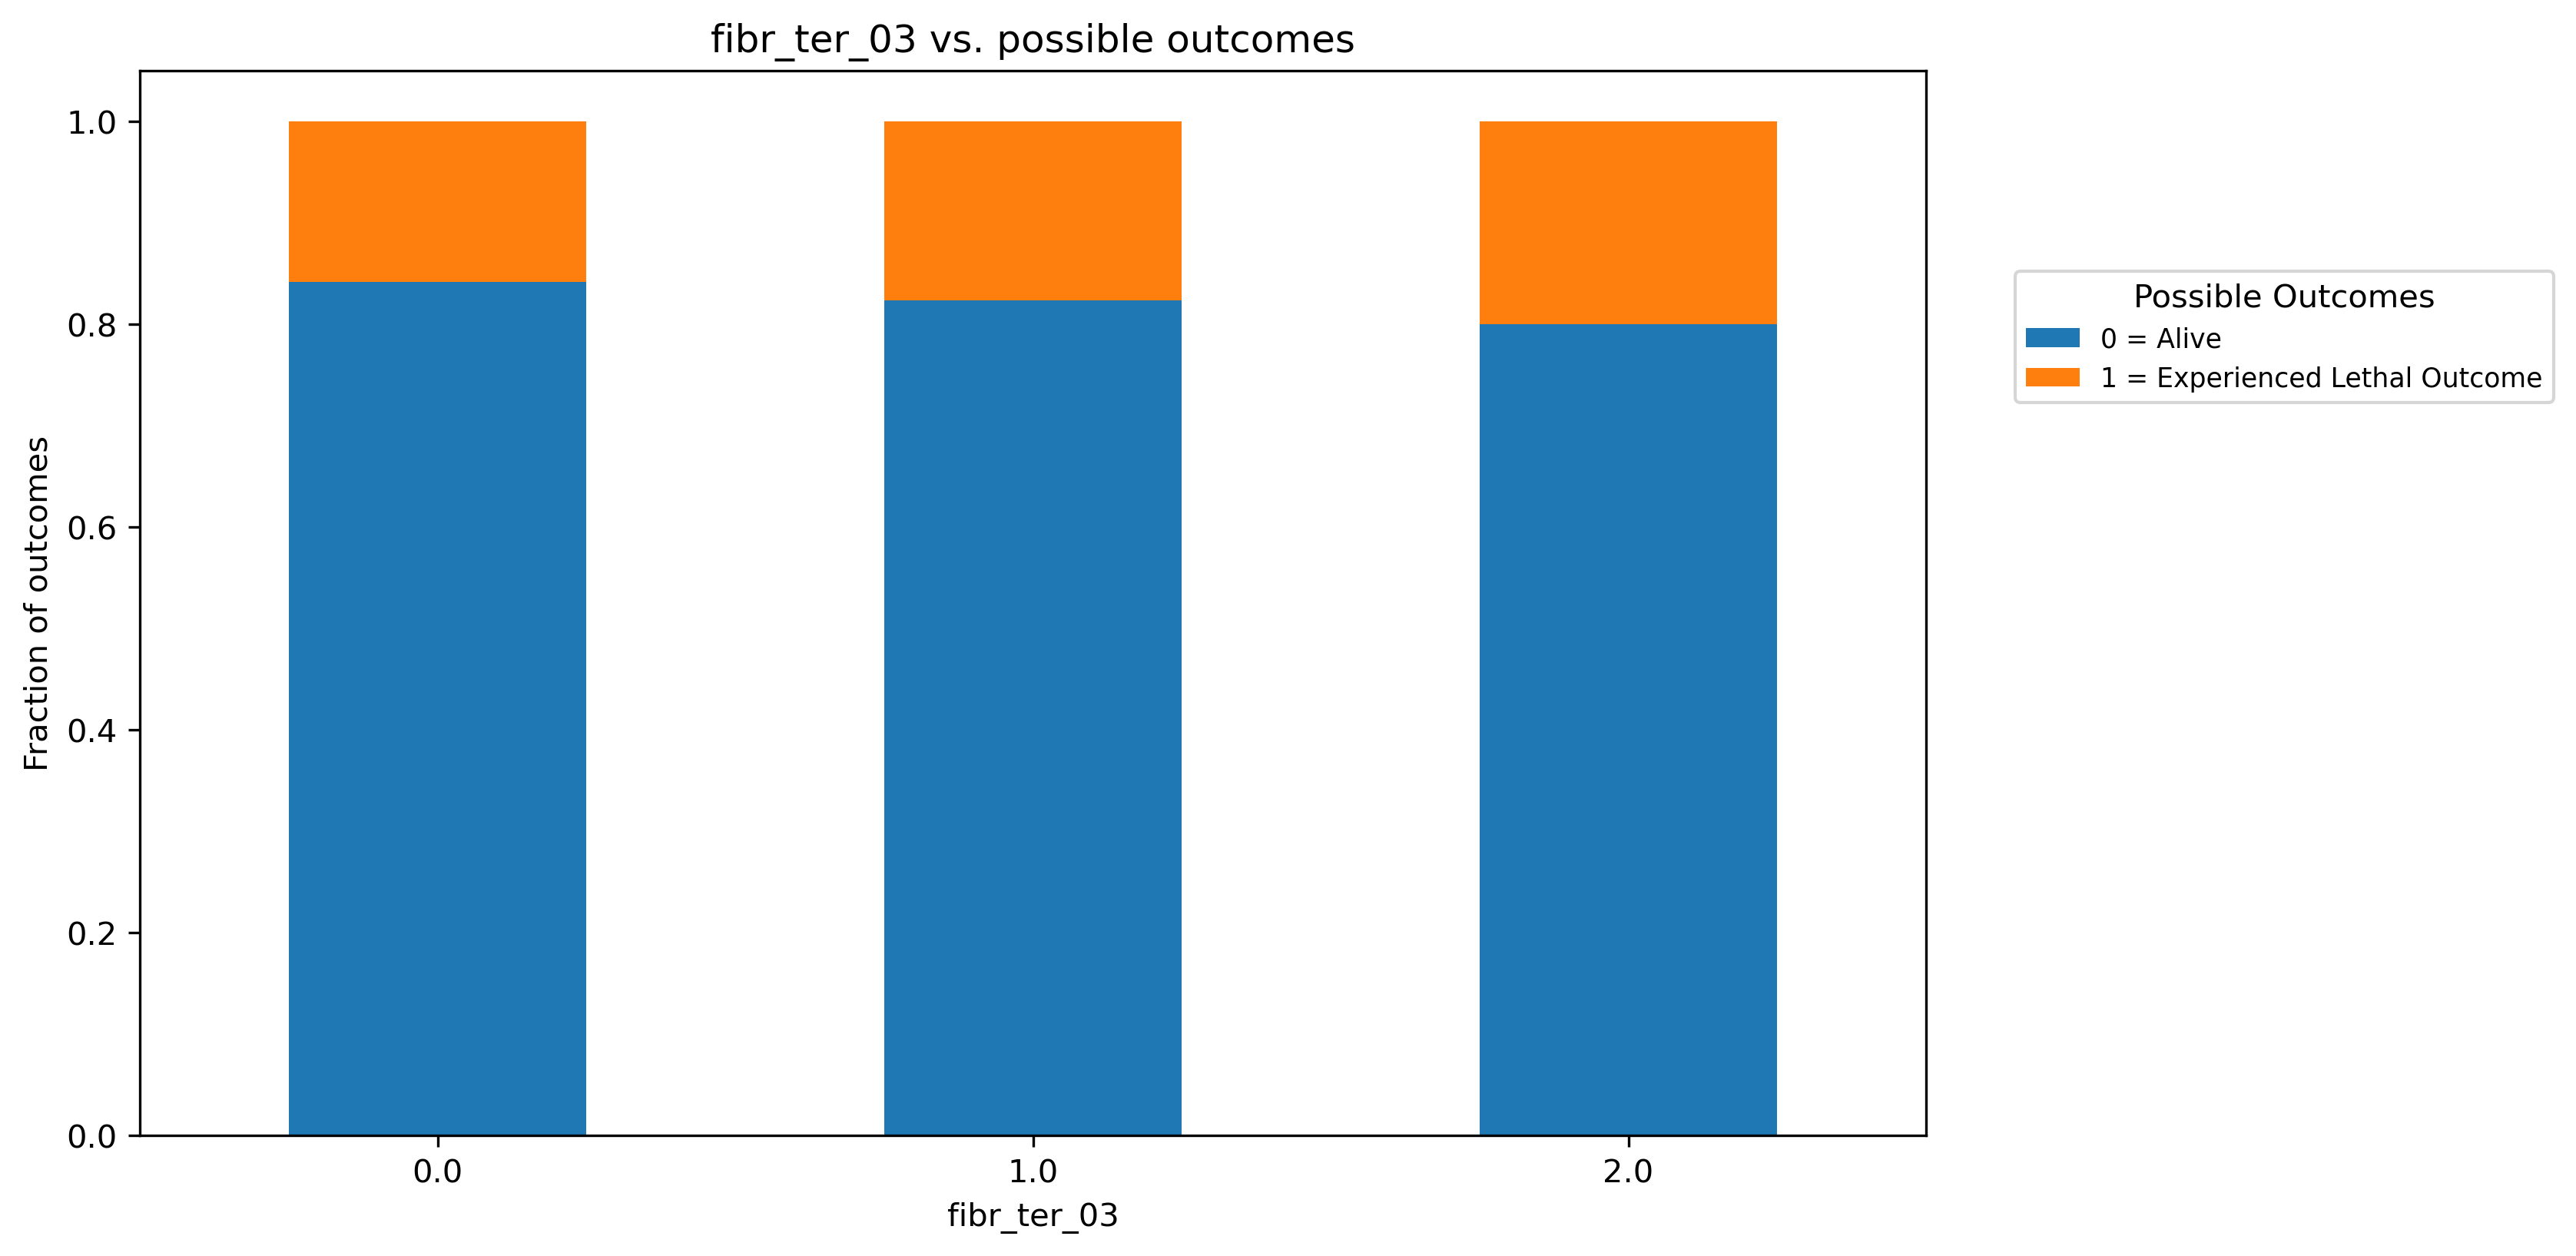 fibr_ter_03 vs. possible outcomes
1.0
0.8
0.6
0.4
0.2
0.0
Fraction of outcomes
0.0 1.0 2.0
fibr_ter_03
Possible Outcomes
0 = Alive
1 = Experienced Lethal Outcome